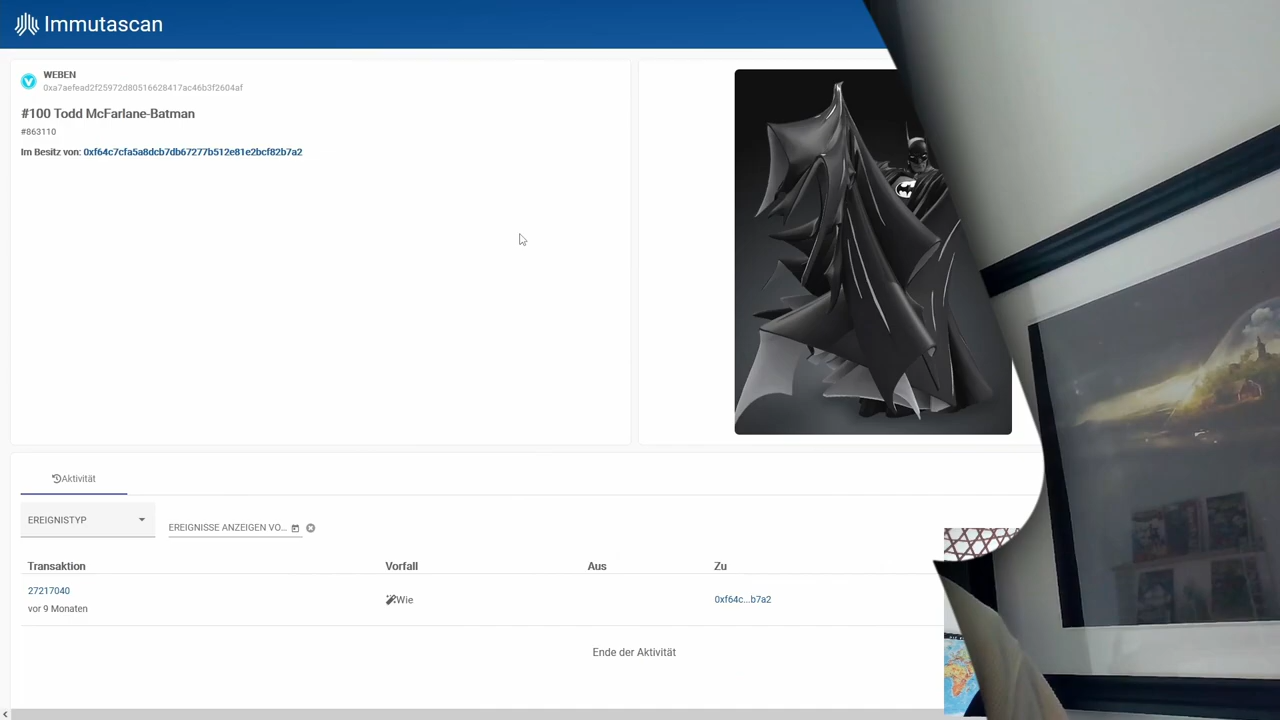 Immutascan
WEBEN
0xa7aefead2f25972d80516628417ac46b3f2604af
#100 Todd McFarlane-Batman
#863110
Im Besitz von: 0xf64c7cfa5a8dcb7db67277b512e81e2bcf82b7a2
Aktivität
EREIGNISTYP
EREIGNISSE ANZEIGEN VO...
Transaktion Vorfall Aus Zu
27217040
vor 9 Monaten
Wie
0xf64c...b7a2
Ende der Aktivität